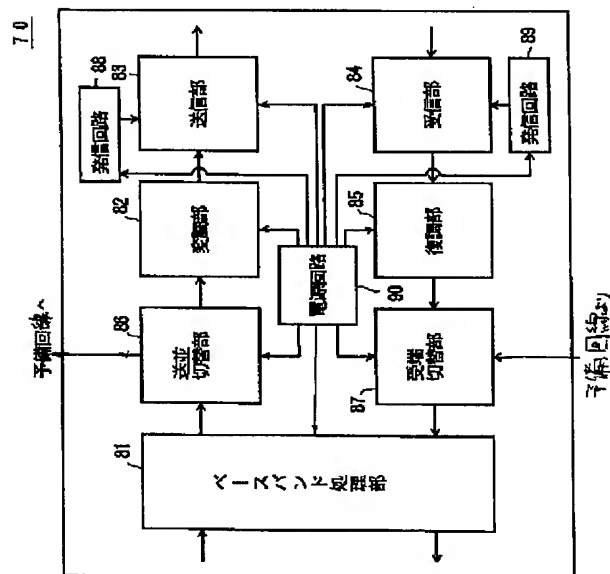 70
81
ベースバンド処理部
87
受端
切替部
86
送並
切替部
予備回線より
予備回線へ
電源回路
90
85
復調部
82
変調部
84
受信部
83
送信部
89
発信回路
88
発信回路